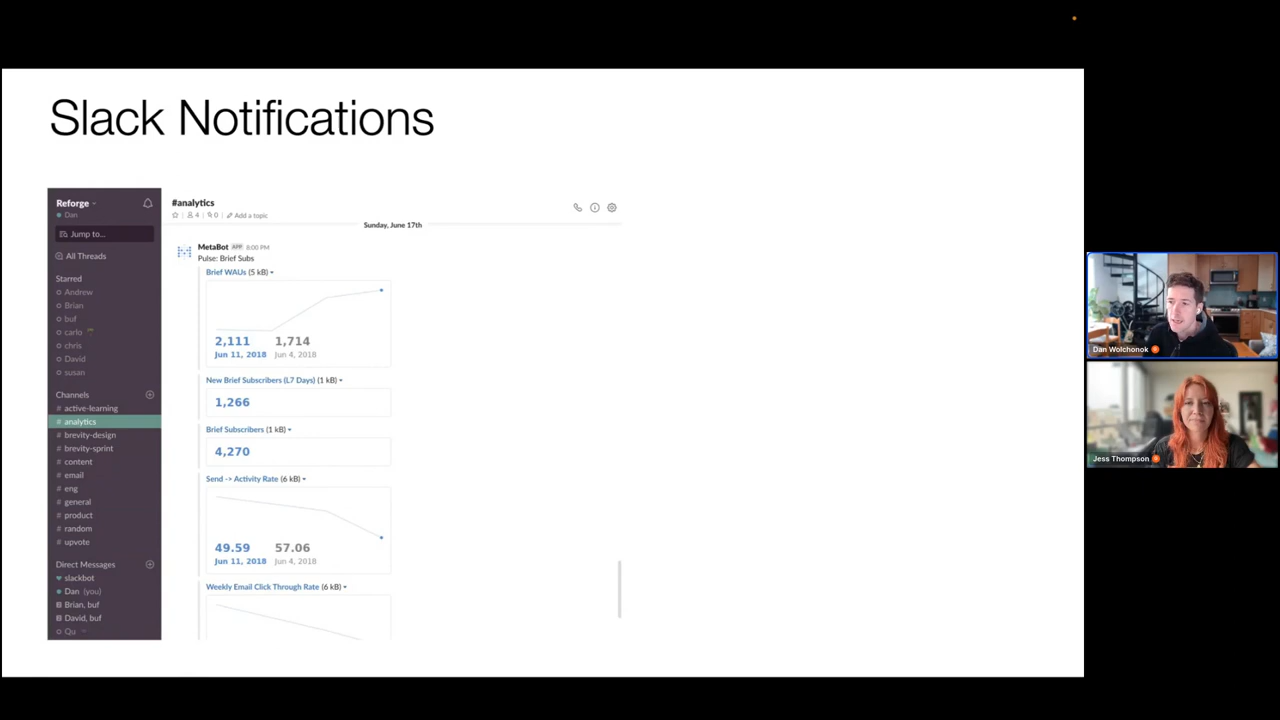 Slack Notifications
Reforge
Dan
Jump to...
All Threads
Starred
Andrew
Brian
buf
carlo
chris
David
susan
Channels
# active-learning
# analytics
# brevity-design
# brevity-sprint
# content
# email
# eng
# general
# product
# random
# upvote
Direct Messages
slackbot
Dan (you)
Brian, buf
David, buf
Qu
#analytics
4 0 Add a topic
Sunday, June 17th
MetaBot APP 8:00 PM
Pulse: Brief Subs
Brief WAUs (5 kB)
2,111 1,714
Jun 11, 2018 Jun 4, 2018
New Brief Subscribers (L7 Days) (1 kB)
1,266
Brief Subscribers (1 kB)
4,270
Send -> Activity Rate (6 kB)
49.59 57.06
Jun 11, 2018 Jun 4, 2018
Weekly Email Click Through Rate (6 kB)
Dan Wolchonok
Jess Thompson